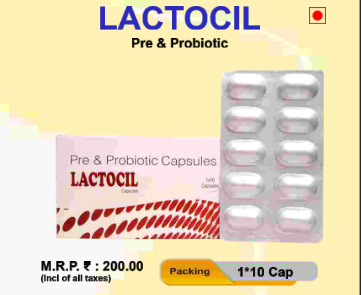 LACTOCIL
Pre & Probiotic
Pre & Probiotic Capsules
LACTOCIL
Capsules
Capsules
M.R.P. ₹ : 200.00
(Incl of all taxes)
Packing
1*10 Cap